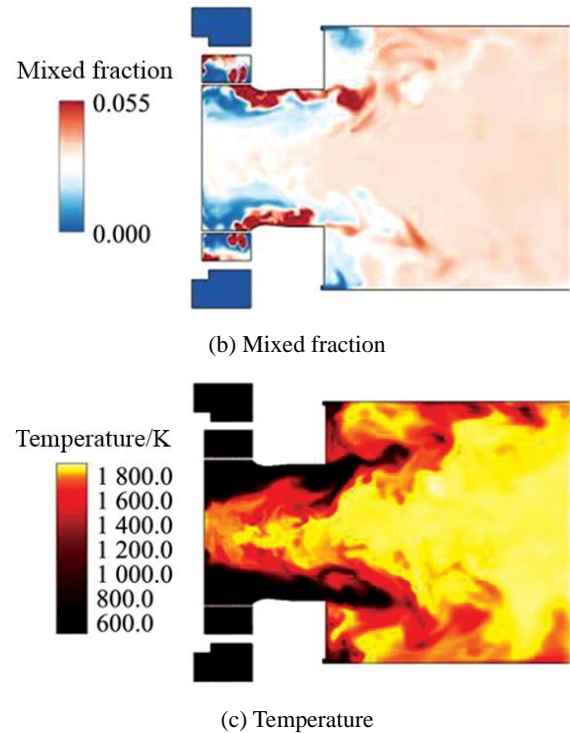 Mixed fraction
0.055
0.000
(b) Mixed fraction
Temperature/K
1 800.0
1 600.0
1 400.0
1 200.0
1 000.0
800.0
600.0
(c) Temperature